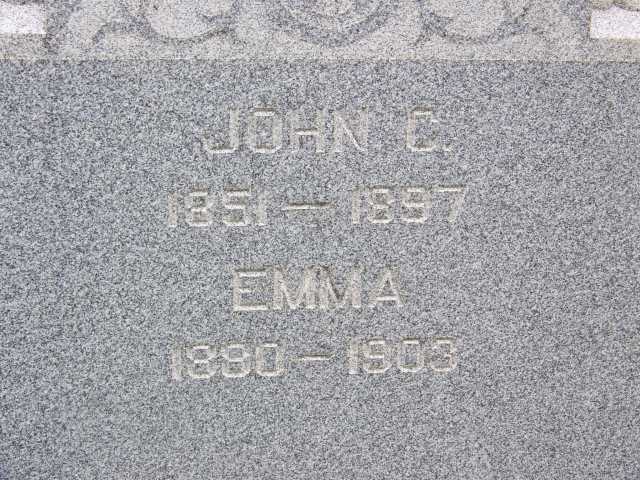 JOHN C.
1851 — 1897
EMMA
1880 — 1903